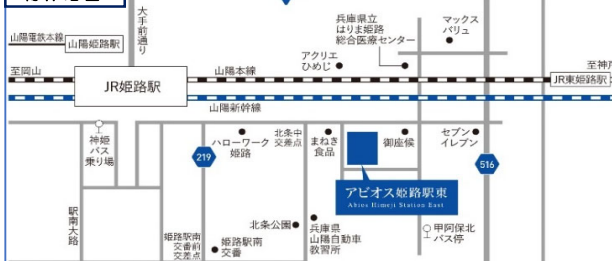 大手前通り
山陽電鉄本線
山陽姫路駅
兵庫県立
はりま姫路
総合医療センター
マックス
バリュ
アクリエ
ひめじ
至岡山
山陽本線
至神戸
JR姫路駅
JR東姫路駅
山陽新幹線
神姫
バス
乗り場
219
ハローワーク
姫路
北条中
交差点
まねき
食品
御座候
セブン
イレブン
516
アビオス姫路駅東
Abios Himeji Station East
駅南大路
姫路駅南
交番前
交差点
姫路駅南
交番
北条公園
兵庫県
山陽自動車
教習所
甲阿保北
バス停